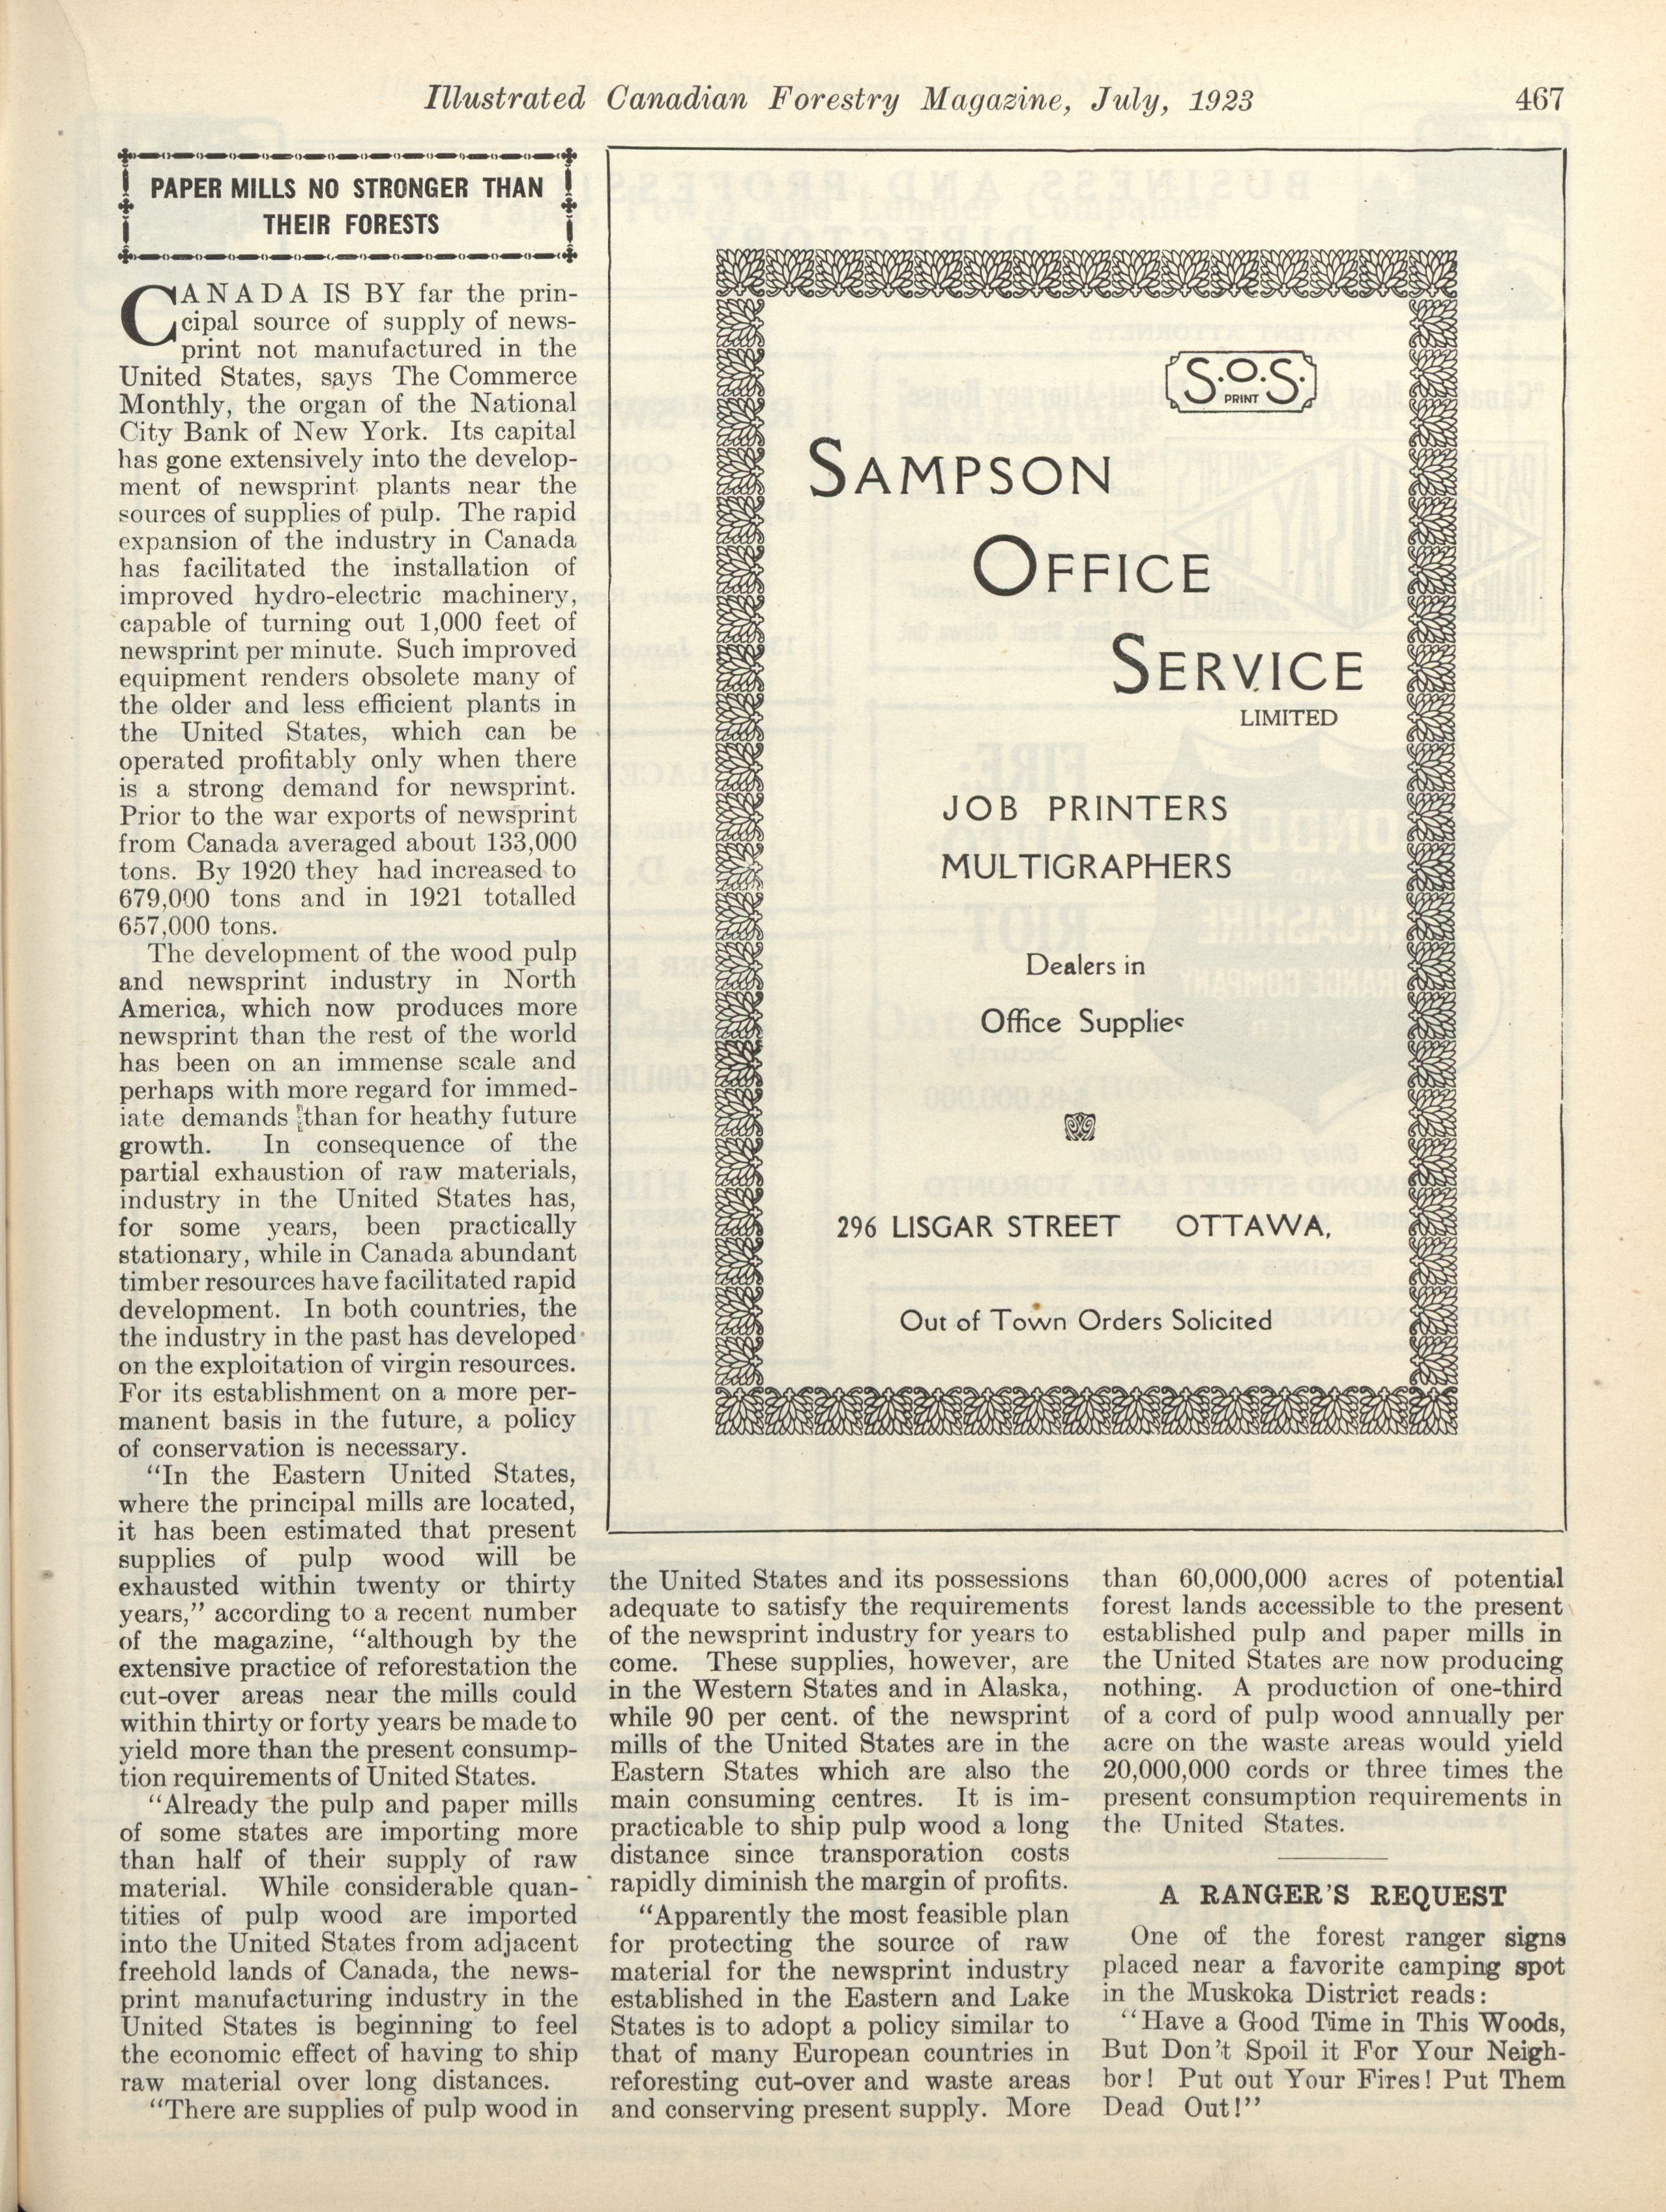 Illustrated Canadian Forestry Magazine, July, 1923
467
PAPER MILLS NO STRONGER THAN
THEIR FORESTS
CANADA IS BY far the prin-
cipal source of supply of news-
print not manufactured in the
United States, says The Commerce
Monthly, the organ of the National
City Bank of New York. Its capital
has gone extensively into the develop-
ment of newsprint plants near the
sources of supplies of pulp. The rapid
expansion of the industry in Canada
has facilitated the installation of
improved hydro-electric machinery,
capable of turning out 1,000 feet of
newsprint per minute. Such improved
equipment renders obsolete many of
the older and less efficient plants in
the United States, which can be
operated profitably only when there
is a strong demand for newsprint.
Prior to the war exports of newsprint
from Canada averaged about 133,000
tons. By 1920 they had increased to
679,000 tons and in 1921 totalled
657,000 tons.
The development of the wood pulp
and newsprint industry in North
America, which now produces more
newsprint than the rest of the world
has been on an immense scale and
perhaps with more regard for immed-
iate demands than for heathy future
growth. In consequence of the
partial exhaustion of raw materials,
industry in the United States has,
for some years, been practically
stationary, while in Canada abundant
timber resources have facilitated rapid
development. In both countries, the
the industry in the past has developed
on the exploitation of virgin resources.
For its establishment on a more per-
manent basis in the future, a policy
of conservation is necessary.
"In the Eastern United States,
where the principal mills are located,
it has been estimated that present
supplies of pulp wood will be
exhausted within twenty or thirty
years," according to a recent number
of the magazine, "although by the
extensive practice of reforestation the
cut-over areas near the mills could
within thirty or forty years be made to
yield more than the present consump-
tion requirements of United States.
"Already the pulp and paper mills
of some states are importing more
than half of their supply of raw
material. While considerable quan-
tities of pulp wood are imported
into the United States from adjacent
freehold lands of Canada, the news-
print manufacturing industry in the
United States is beginning to feel
the economic effect of having to ship
raw material over long distances.
"There are supplies of pulp wood in
S.O.S.
PRINT
SAMPSON
OFFICE
SERVICE
LIMITED
JOB PRINTERS
MULTIGRAPHERS
Dealers in
Office Supplies
296 LISGAR STREET OTTAWA,
Out of Town Orders Solicited
the United States and its possessions
adequate to satisfy the requirements
of the newsprint industry for years to
come. These supplies, however, are
in the Western States and in Alaska,
while 90 per cent. of the newsprint
mills of the United States are in the
Eastern States which are also the
main consuming centres. It is im-
practicable to ship pulp wood a long
distance since transporation costs
rapidly diminish the margin of profits.
"Apparently the most feasible plan
for protecting the source of raw
material for the newsprint industry
established in the Eastern and Lake
States is to adopt a policy similar to
that of many European countries in
reforesting cut-over and waste areas
and conserving present supply. More
than 60,000,000 acres of potential
forest lands accessible to the present
established pulp and paper mills in
the United States are now producing
nothing. A production of one-third
of a cord of pulp wood annually per
acre on the waste areas would yield
20,000,000 cords or three times the
present consumption requirements in
the United States.
A RANGER'S REQUEST
One of the forest ranger signs
placed near a favorite camping spot
in the Muskoka District reads:
"Have a Good Time in This Woods,
But Don't Spoil it For Your Neigh-
bor! Put out Your Fires! Put Them
Dead Out!"